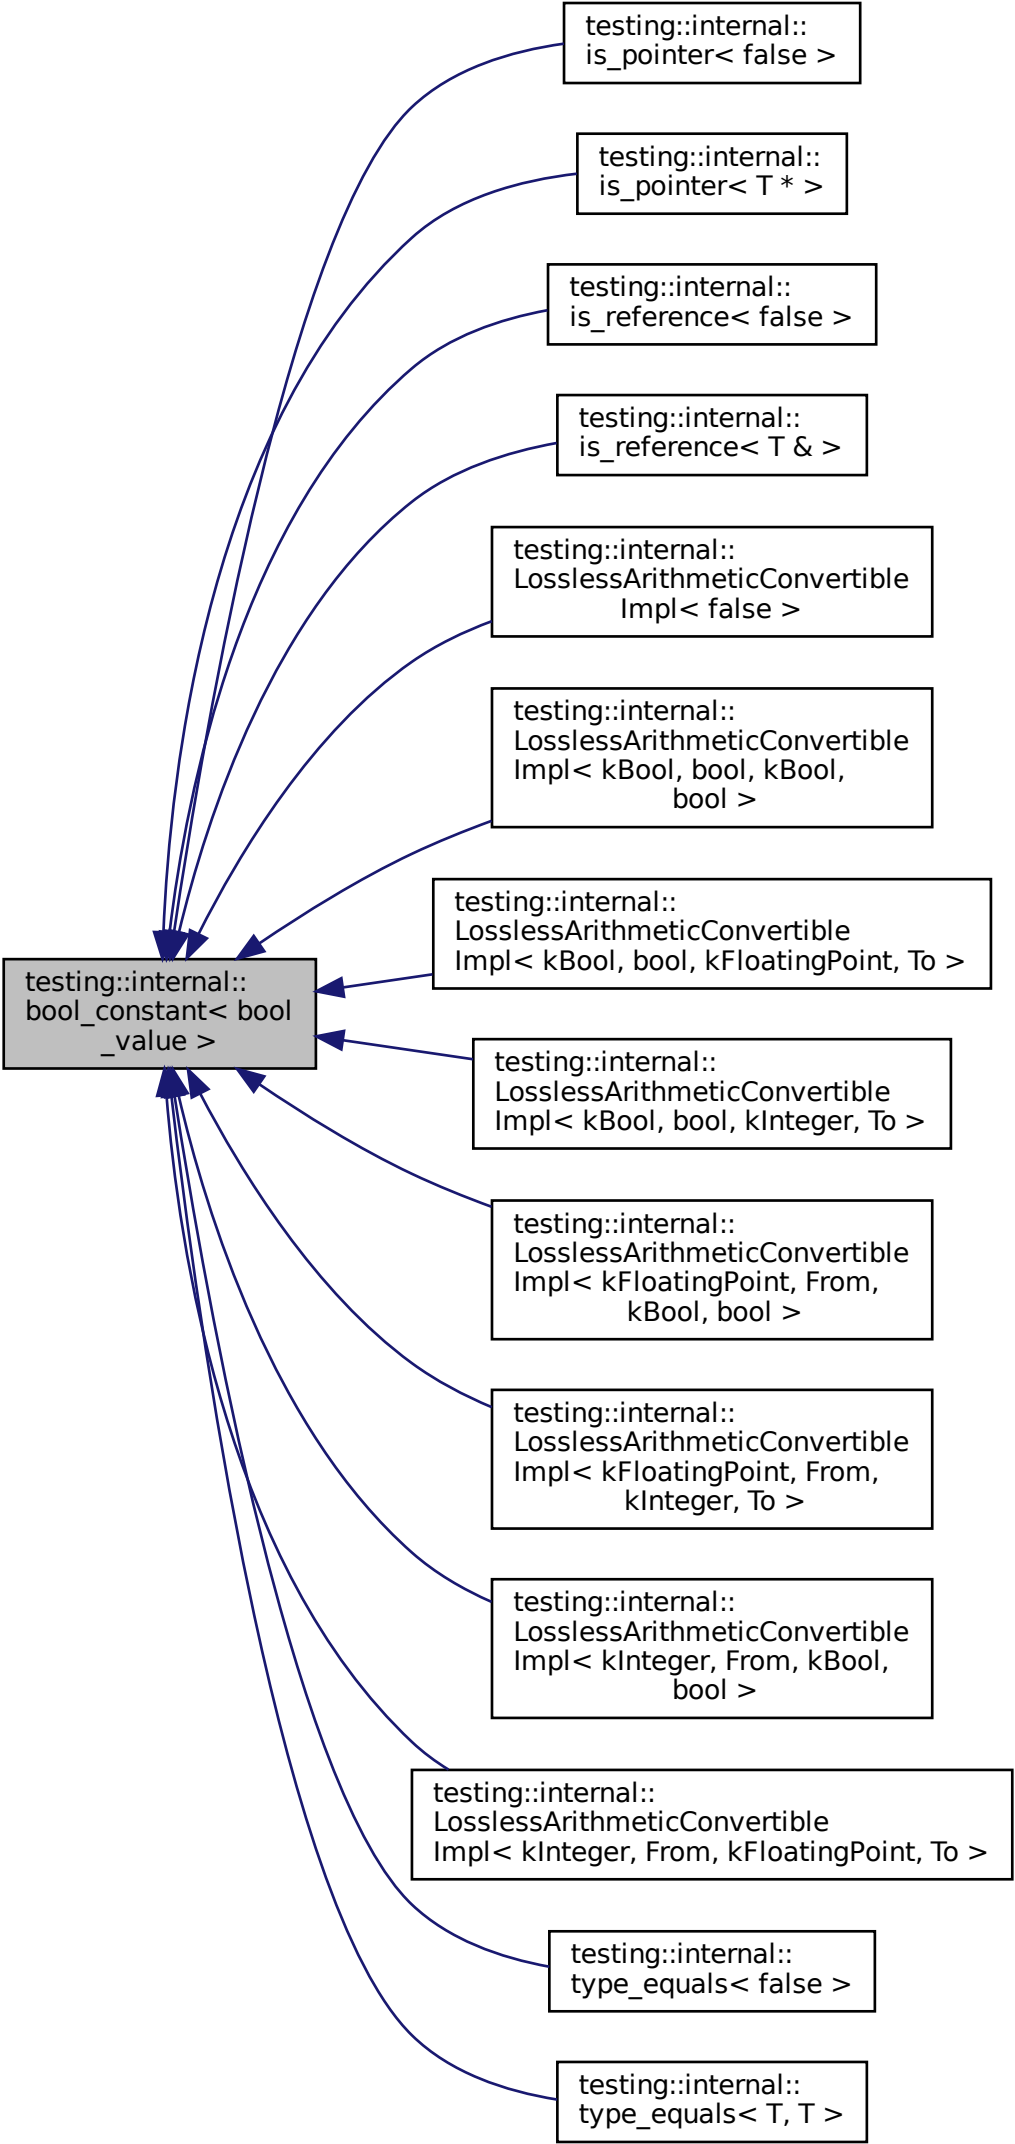 testing::internal::
is_pointer< false >
testing::internal::
is_pointer< T * >
testing::internal::
is_reference< false >
testing::internal::
is_reference< T & >
testing::internal::
LosslessArithmeticConvertible
Impl< false >
testing::internal::
LosslessArithmeticConvertible
Impl< kBool, bool, kBool,
bool >
testing::internal::
LosslessArithmeticConvertible
Impl< kBool, bool, kFloatingPoint, To >
testing::internal::
bool_constant< bool
_value >
testing::internal::
LosslessArithmeticConvertible
Impl< kBool, bool, kInteger, To >
testing::internal::
LosslessArithmeticConvertible
Impl< kFloatingPoint, From,
kBool, bool >
testing::internal::
LosslessArithmeticConvertible
Impl< kFloatingPoint, From,
kInteger, To >
testing::internal::
LosslessArithmeticConvertible
Impl< kInteger, From, kBool,
bool >
testing::internal::
LosslessArithmeticConvertible
Impl< kInteger, From, kFloatingPoint, To >
testing::internal::
type_equals< false >
testing::internal::
type_equals< T, T >